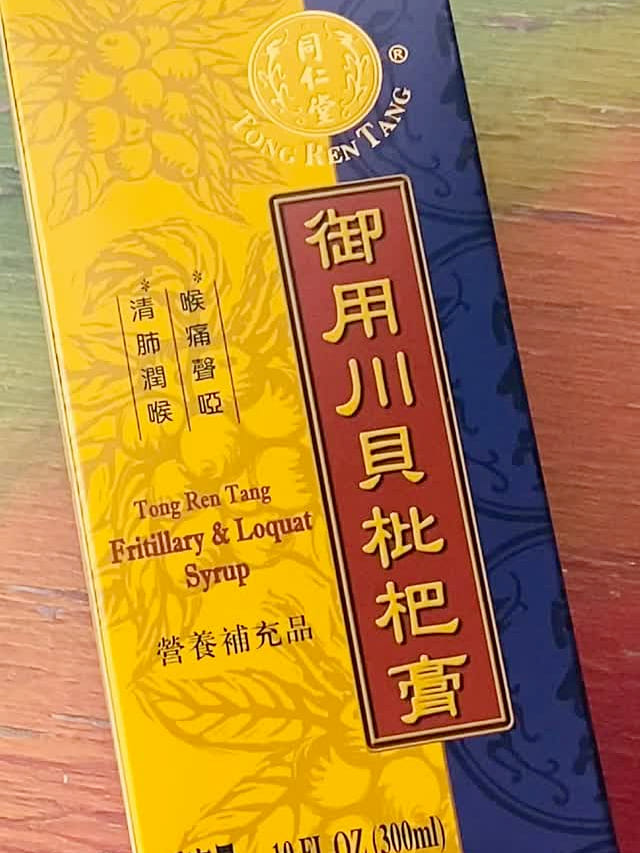 同仁堂
®
TONG REN TANG
御用川貝枇杷膏
喉痛聲啞
清肺潤喉
Tong Ren Tang
Fritillary & Loquat
Syrup
營養補充品
10 FL OZ (300ml)